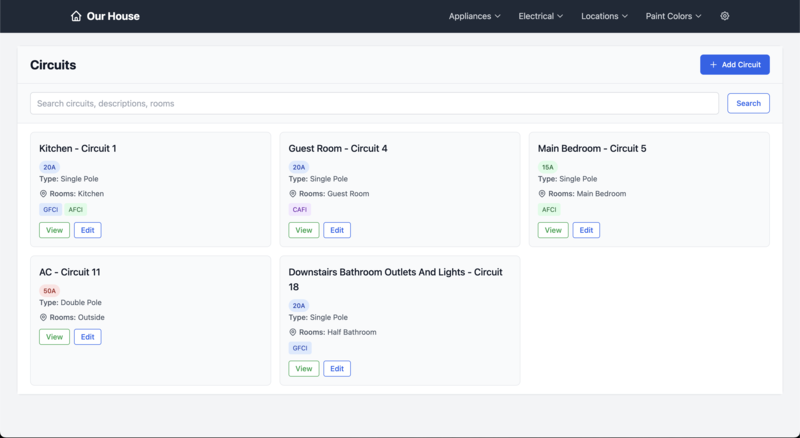 Our House
Appliances
Electrical
Locations
Paint Colors
Circuits
+ Add Circuit
Search circuits, descriptions, rooms
Search
Kitchen - Circuit 1
20A
Type: Single Pole
Rooms: Kitchen
GFCI AFCI
View Edit
Guest Room - Circuit 4
20A
Type: Single Pole
Rooms: Guest Room
CAFI
View Edit
Main Bedroom - Circuit 5
15A
Type: Single Pole
Rooms: Main Bedroom
AFCI
View Edit
AC - Circuit 11
50A
Type: Double Pole
Rooms: Outside
View Edit
Downstairs Bathroom Outlets And Lights - Circuit
18
20A
Type: Single Pole
Rooms: Half Bathroom
GFCI
View Edit